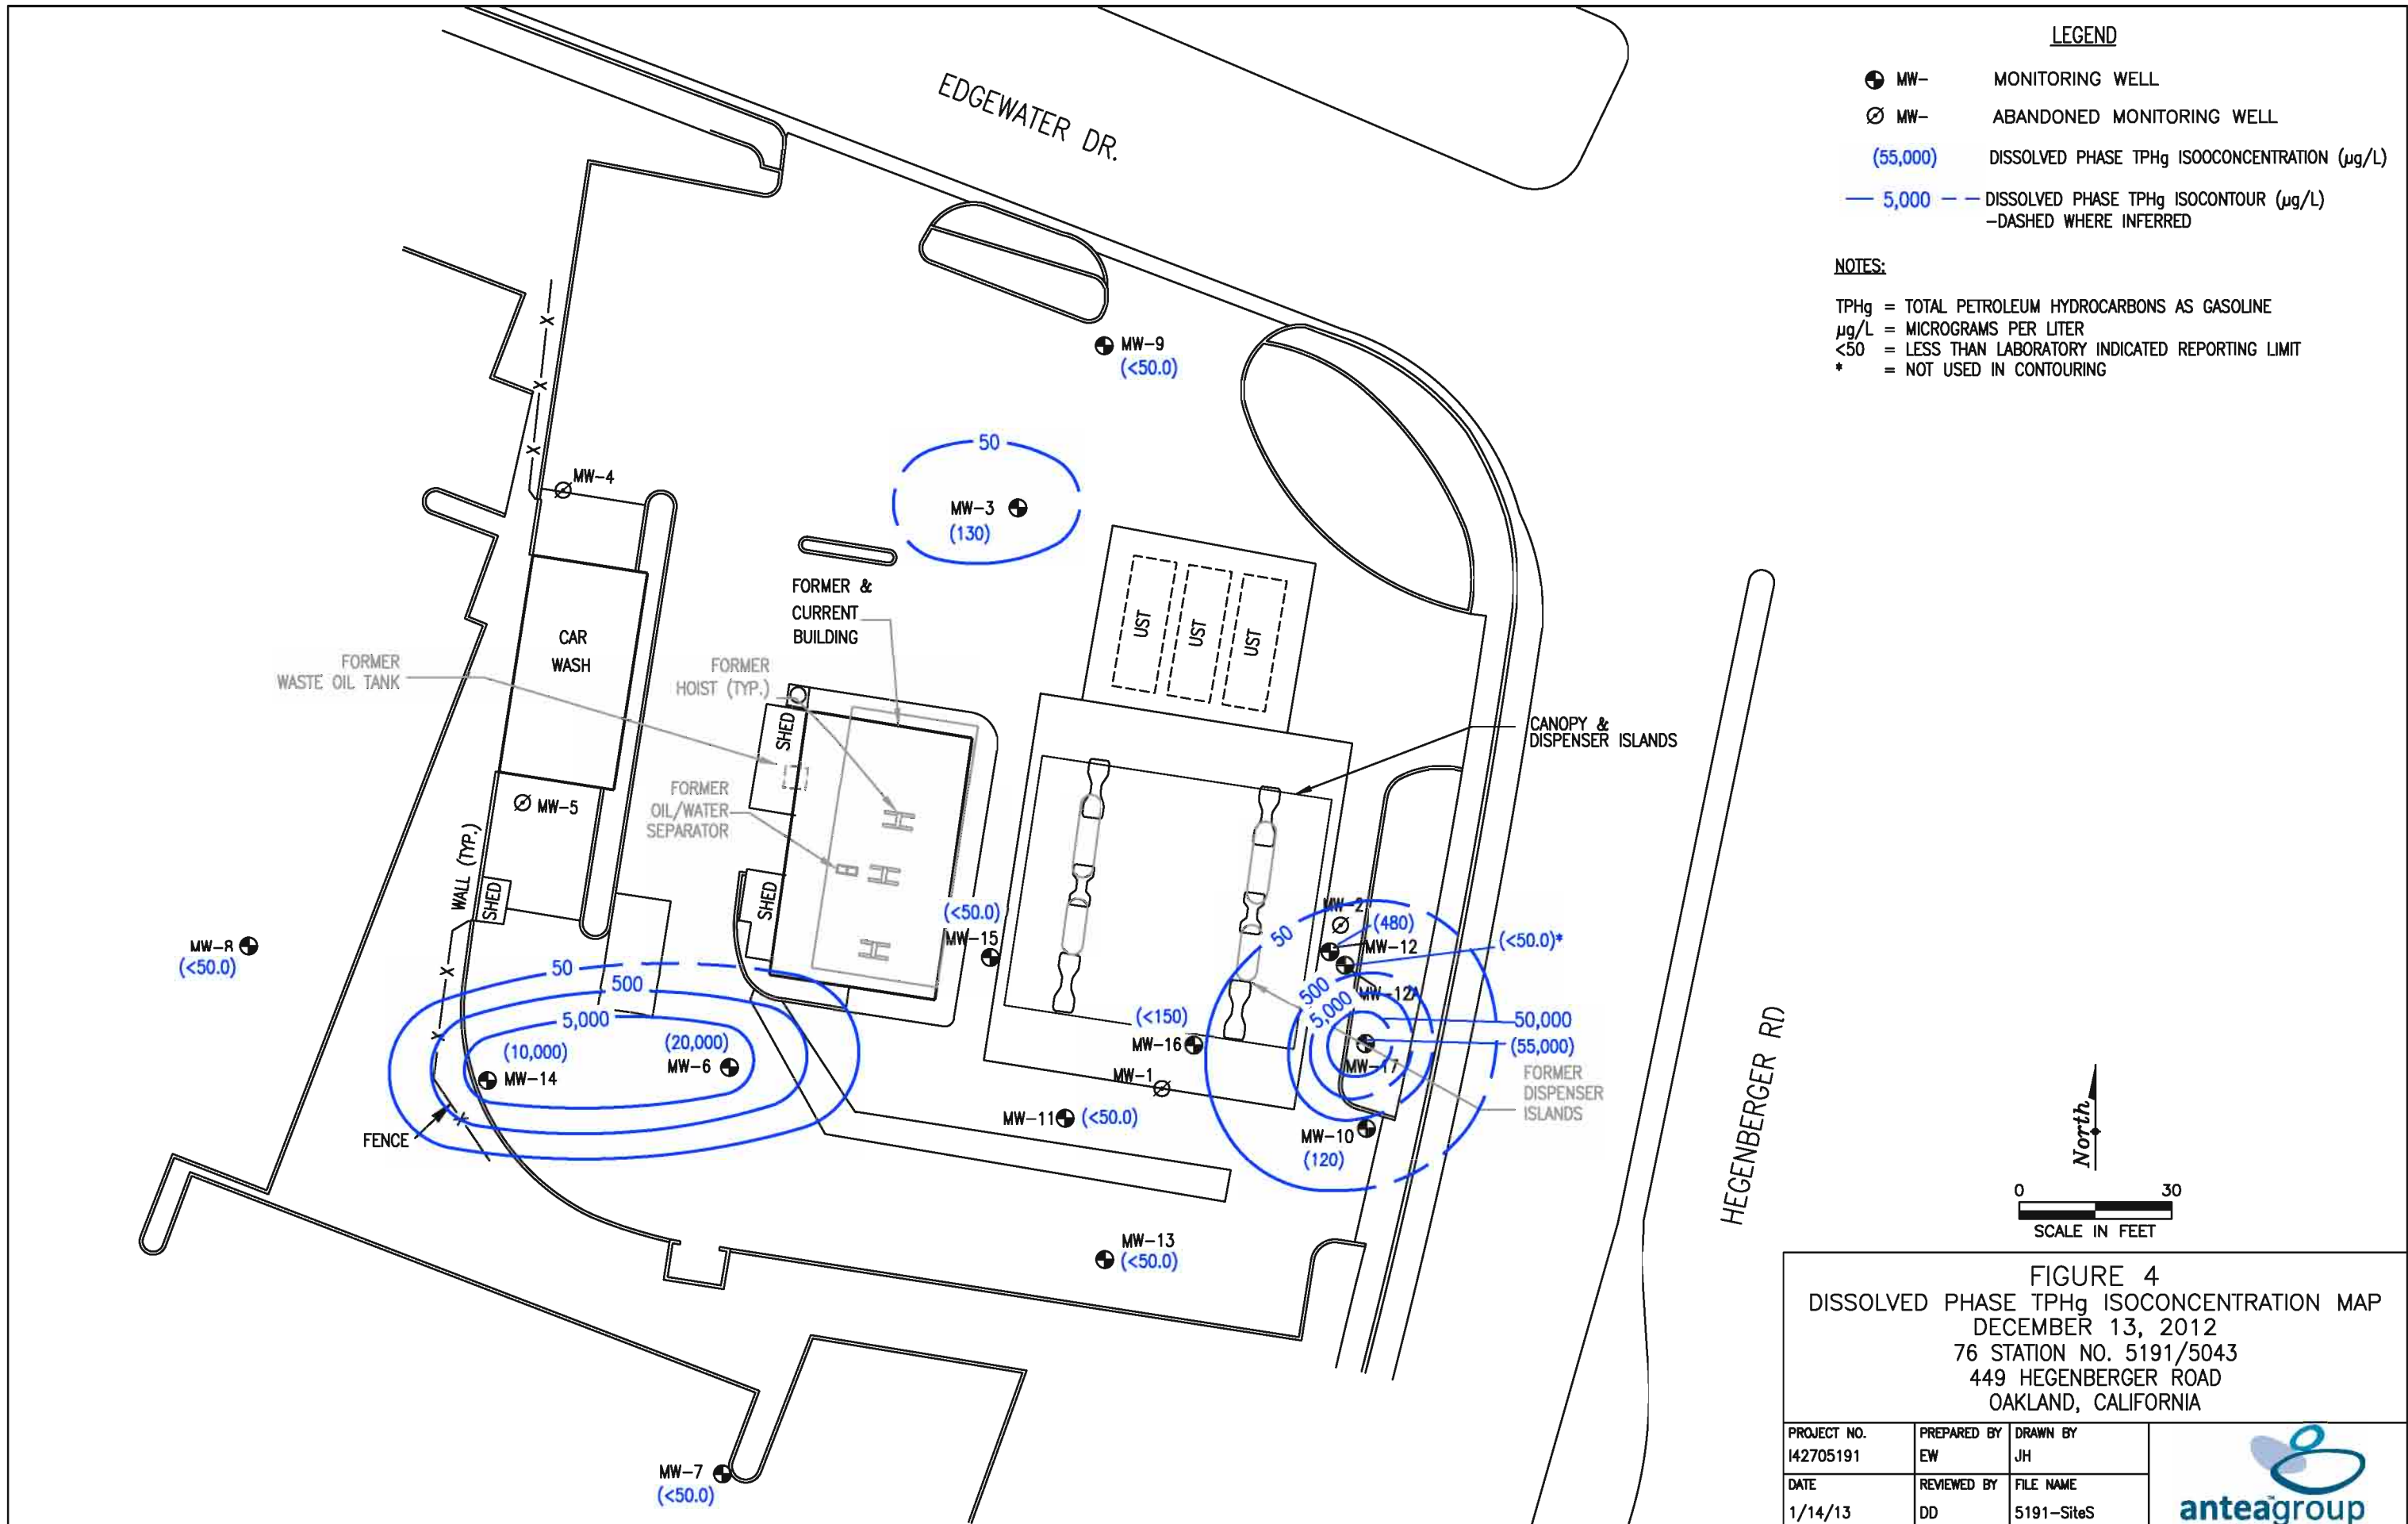 LEGEND
MW- MONITORING WELL
MW- ABANDONED MONITORING WELL
(55,000) DISSOLVED PHASE TPHg ISOOCONCENTRATION (µg/L)
5,000 DISSOLVED PHASE TPHg ISOCONTOUR (µg/L)
-DASHED WHERE INFERRED
NOTES:
TPHg = TOTAL PETROLEUM HYDROCARBONS AS GASOLINE
µg/L = MICROGRAMS PER LITER
<50 = LESS THAN LABORATORY INDICATED REPORTING LIMIT
* = NOT USED IN CONTOURING
EDGEWATER DR.
MW-9
(<50.0)
50
MW-3
(130)
MW-4
FORMER &
CURRENT
BUILDING
UST
UST
UST
CAR
WASH
FORMER
WASTE OIL TANK
FORMER
HOIST (TYP.)
SHED
CANOPY &
DISPENSER ISLANDS
FORMER
OIL/WATER
SEPARATOR
MW-5
WALL (TYP.)
SHED
SHED
(<50.0)
MW-15
MW-2
(480)
MW-12
(<50.0)*
MW-12A
MW-8
(<50.0)
50
500
5,000
(10,000)
MW-14
(20,000)
MW-6
50
500
5,000
50,000
(55,000)
MW-17
(<150)
MW-16
MW-1
FORMER
DISPENSER
ISLANDS
MW-11 (<50.0)
MW-10
(120)
FENCE
MW-13
(<50.0)
MW-7
(<50.0)
HEGENBERGER RD
X
X
X
X
X
X
North
0 30
SCALE IN FEET
FIGURE 4
DISSOLVED PHASE TPHg ISOCONCENTRATION MAP
DECEMBER 13, 2012
76 STATION NO. 5191/5043
449 HEGENBERGER ROAD
OAKLAND, CALIFORNIA
PROJECT NO. PREPARED BY DRAWN BY
I42705191 EW JH
DATE REVIEWED BY FILE NAME
1/14/13 DD 5191-SiteS
anteagroup